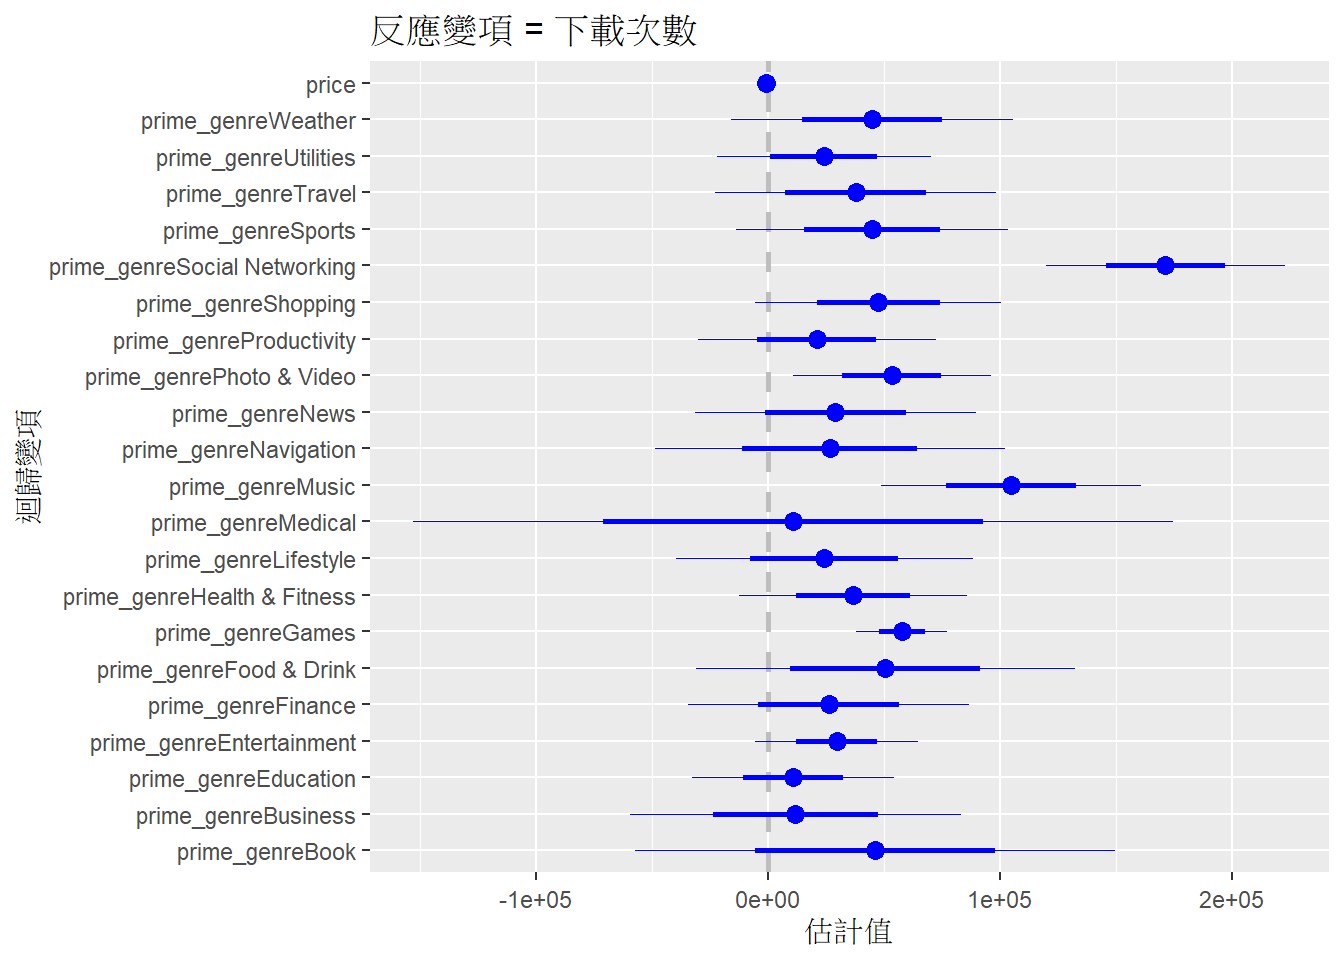 反應變項 = 下載次數
price
prime_genreWeather
prime_genreUtilities
prime_genreTravel
prime_genreSports
prime_genreSocial Networking
prime_genreShopping
prime_genreProductivity
prime_genrePhoto & Video
prime_genreNews
prime_genreNavigation
prime_genreMusic
prime_genreMedical
prime_genreLifestyle
prime_genreHealth & Fitness
prime_genreGames
prime_genreFood & Drink
prime_genreFinance
prime_genreEntertainment
prime_genreEducation
prime_genreBusiness
prime_genreBook
迴歸變項
-1e+05 0e+00 1e+05 2e+05
估計值